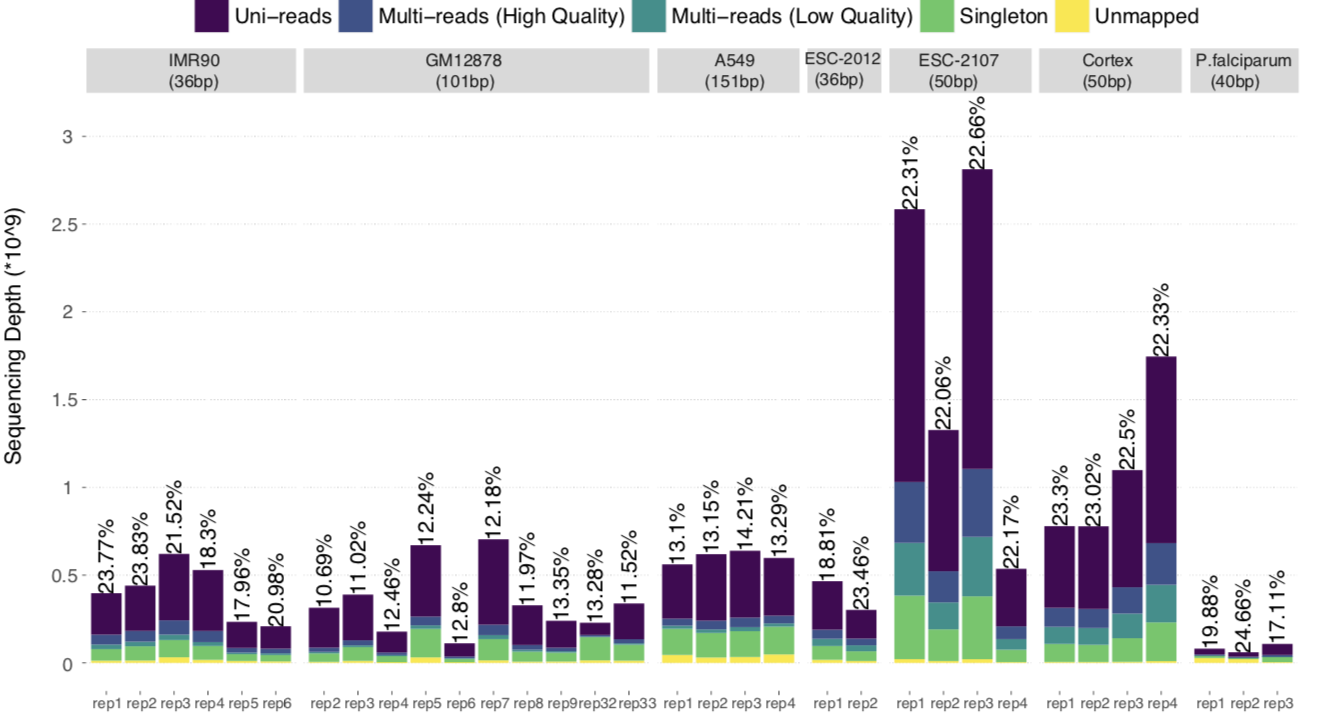 Uni−reads Multi−reads (High Quality) Multi−reads (Low Quality) Singleton Unmapped
IMR90
(36bp)
GM12878
(101bp)
A549
(151bp)
ESC-2012
(36bp)
ESC-2107
(50bp)
Cortex
(50bp)
P.falciparum
(40bp)
Sequencing Depth (*10^9)
3
2.5
2
1.5
1
0.5
0
23.77%
23.83%
21.52%
18.3%
17.96%
20.98%
10.69%
11.02%
12.46%
12.24%
12.8%
12.18%
11.97%
13.35%
13.28%
11.52%
13.1%
13.15%
14.21%
13.29%
18.81%
23.46%
22.31%
22.06%
22.66%
22.17%
23.3%
23.02%
22.5%
22.33%
19.88%
24.66%
17.11%
rep1 rep2 rep3 rep4 rep5 rep6
rep2 rep3 rep4 rep5 rep6 rep7 rep8 rep9 rep32 rep33
rep1 rep2 rep3 rep4
rep1 rep2
rep1 rep2 rep3 rep4
rep1 rep2 rep3 rep4
rep1 rep2 rep3